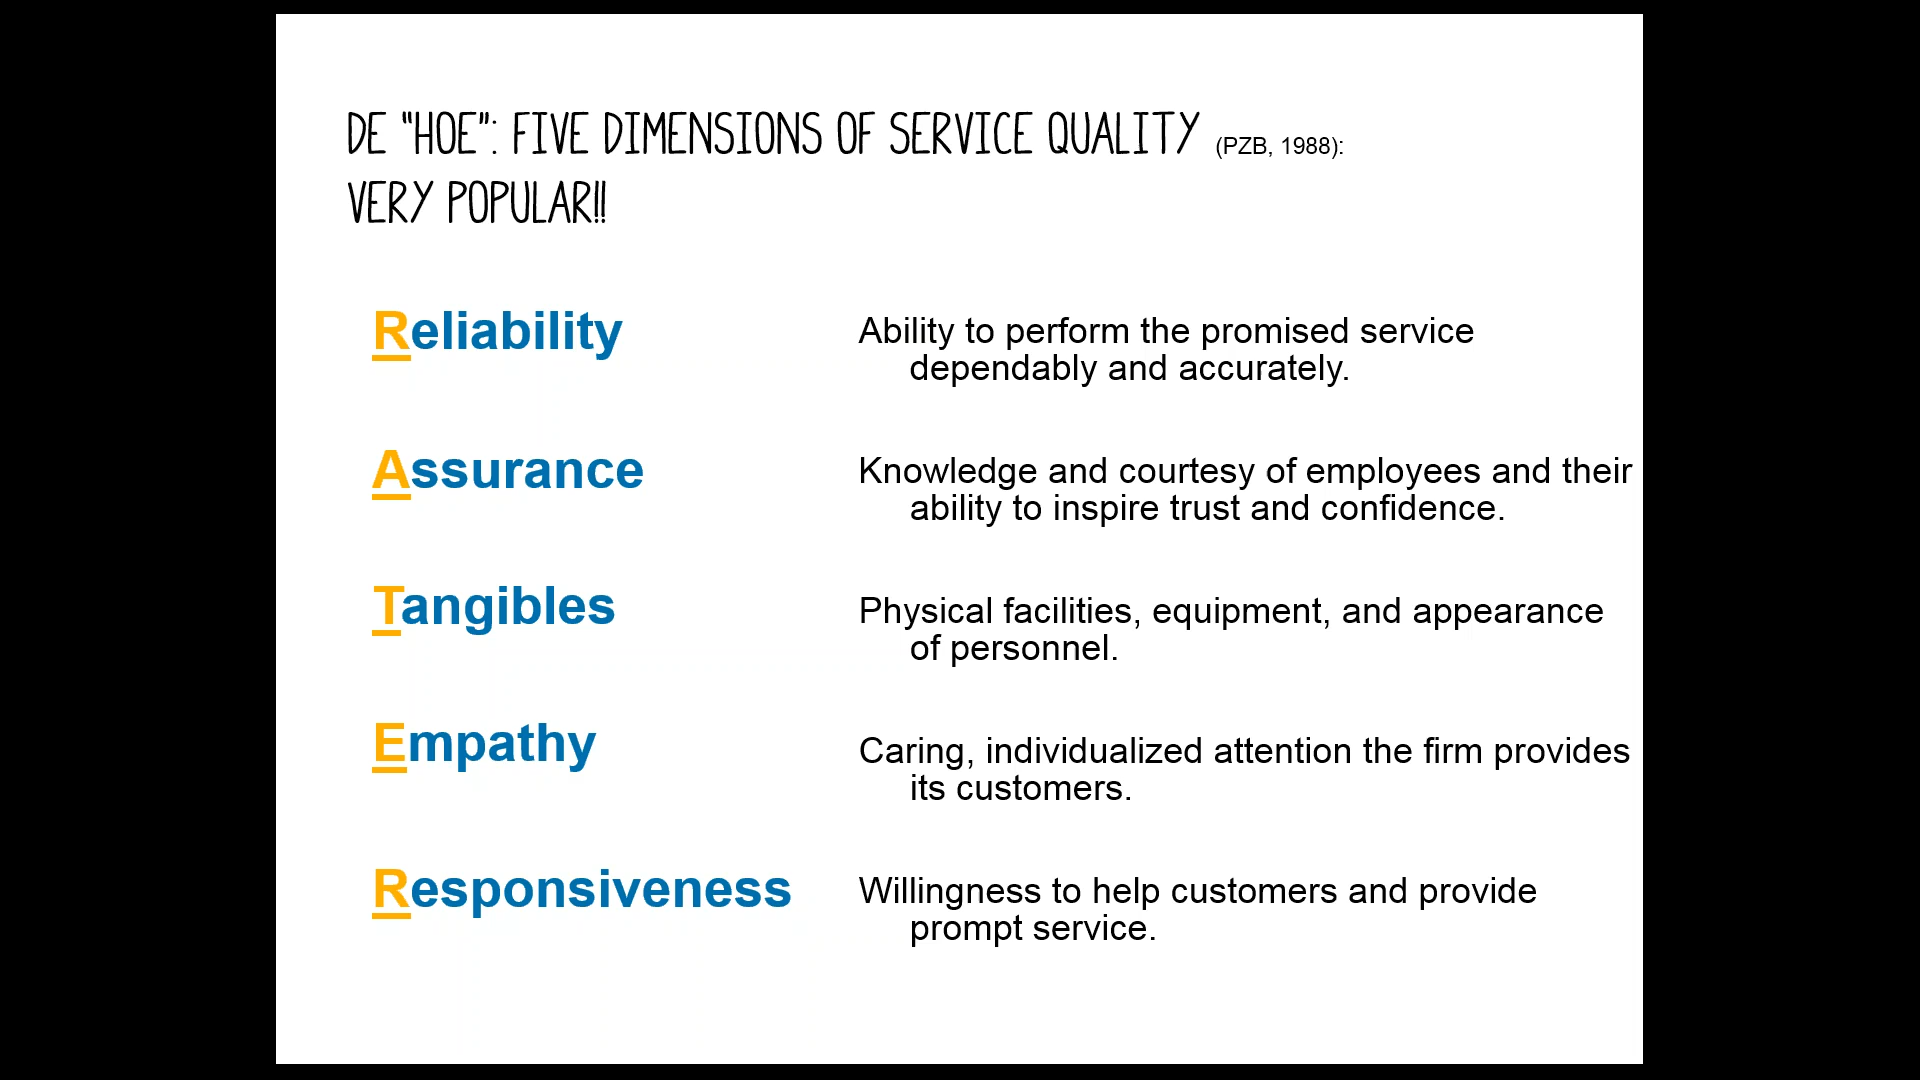 DE "HOE": FIVE DIMENSIONS OF SERVICE QUALITY (PZB, 1988):
VERY POPULAR!!
Reliability
Ability to perform the promised service
dependably and accurately.
Assurance
Knowledge and courtesy of employees and their
ability to inspire trust and confidence.
Tangibles
Physical facilities, equipment, and appearance
of personnel.
Empathy
Caring, individualized attention the firm provides
its customers.
Responsiveness
Willingness to help customers and provide
prompt service.